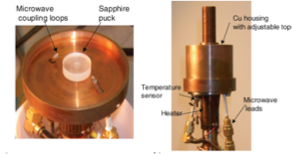 Microwave
coupling loops
Sapphire
puck
Cu housing
with adjustable top
Temperature
sensor
Heater
Microwave
leads